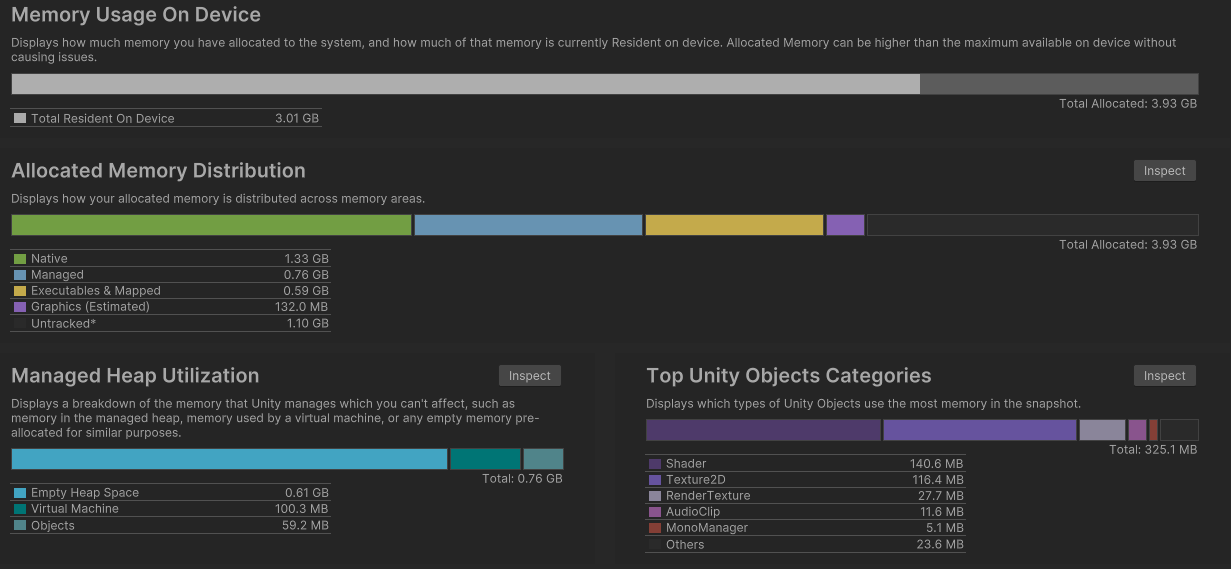 Memory Usage On Device
Displays how much memory you have allocated to the system, and how much of that memory is currently Resident on device. Allocated Memory can be higher than the maximum available on device without
causing issues.
Total Allocated: 3.93 GB
Total Resident On Device 3.01 GB
Allocated Memory Distribution
Inspect
Displays how your allocated memory is distributed across memory areas.
Total Allocated: 3.93 GB
Native 1.33 GB
Managed 0.76 GB
Executables & Mapped 0.59 GB
Graphics (Estimated) 132.0 MB
Untracked* 1.10 GB
Managed Heap Utilization
Inspect
Displays a breakdown of the memory that Unity manages which you can't affect, such as
memory in the managed heap, memory used by a virtual machine, or any empty memory pre-
allocated for similar purposes.
Total: 0.76 GB
Empty Heap Space 0.61 GB
Virtual Machine 100.3 MB
Objects 59.2 MB
Top Unity Objects Categories
Inspect
Displays which types of Unity Objects use the most memory in the snapshot.
Total: 325.1 MB
Shader 140.6 MB
Texture2D 116.4 MB
RenderTexture 27.7 MB
AudioClip 11.6 MB
MonoManager 5.1 MB
Others 23.6 MB